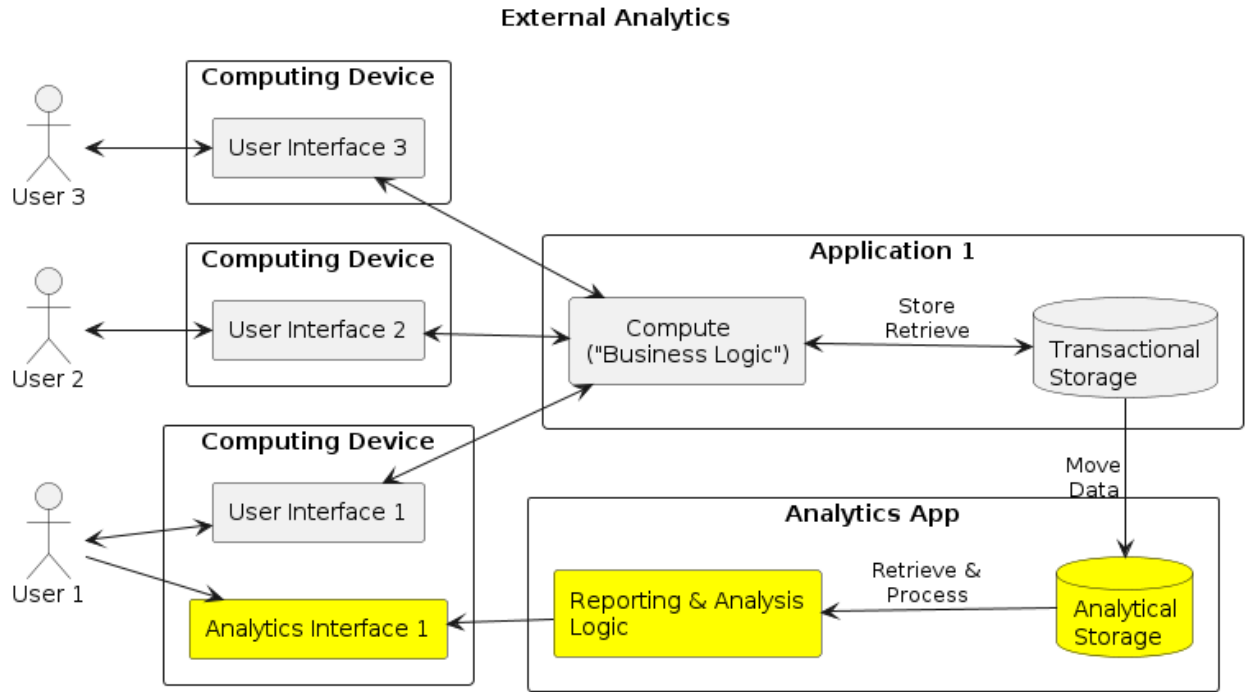 External Analytics
Computing Device
User Interface 3
User 3
Computing Device
User Interface 2
User 2
Application 1
Compute
("Business Logic")
Store
Retrieve
Transactional
Storage
Computing Device
User Interface 1
User 1
Analytics Interface 1
Move
Data
Analytics App
Reporting & Analysis
Logic
Retrieve &
Process
Analytical
Storage